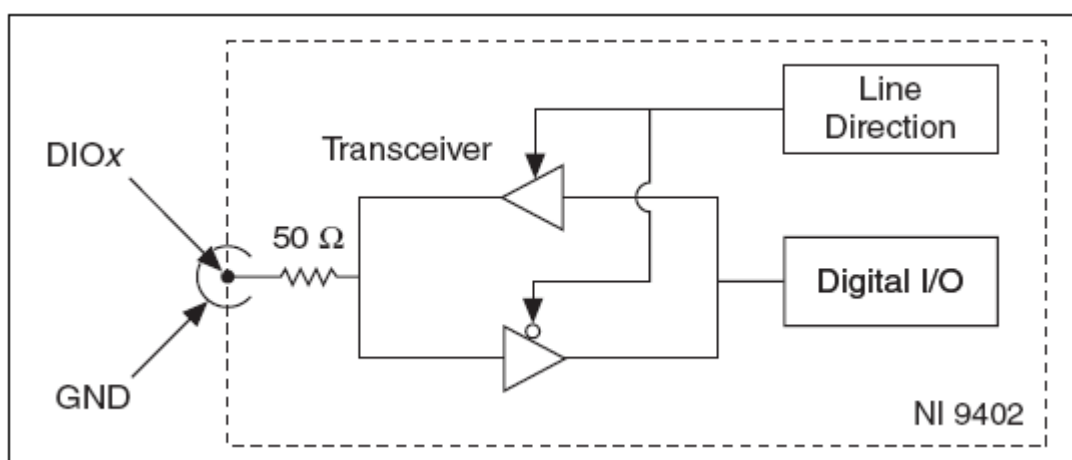 Line
Direction
Transceiver
DIOx
50 Ω
Digital I/O
GND
NI 9402